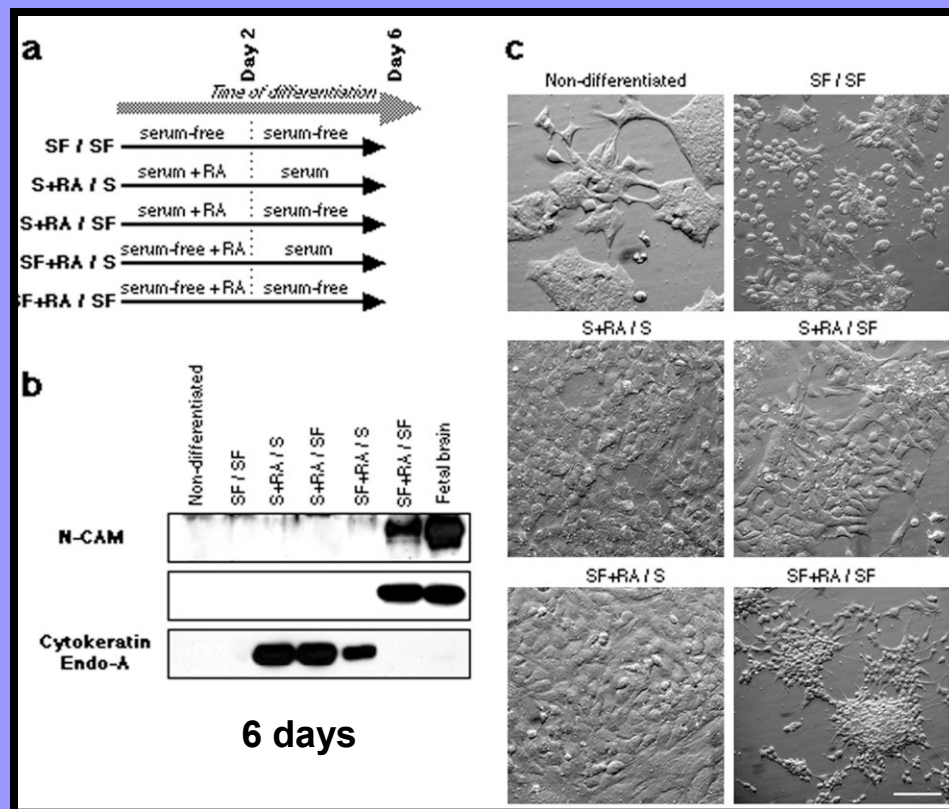 a
Day 2
Day 6
Time of differentiation
SF / SF
serum-free
serum-free
S+RA / S
serum + RA
serum
S+RA / SF
serum + RA
serum-free
SF+RA / S
serum-free + RA
serum
SF+RA / SF
serum-free + RA
serum-free
b
Non-differentiated
SF / SF
S+RA / S
S+RA / SF
SF+RA / S
SF+RA / SF
Fetal brain
N-CAM
Cytokeratin
Endo-A
6 days
c
Non-differentiated
SF / SF
S+RA / S
S+RA / SF
SF+RA / S
SF+RA / SF